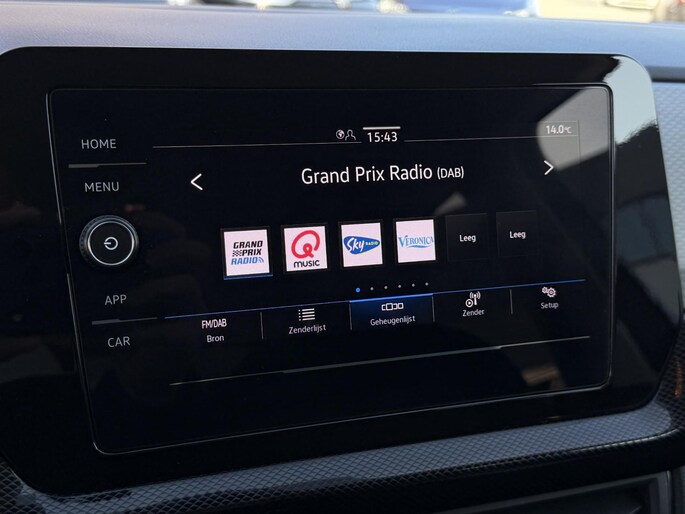 HOME
MENU
APP
CAR
15:43
14.0°C
Grand Prix Radio (DAB)
GRAND
PRIX
RADIO
Q
MUSIC
Sky RADIO
VERONICA
Leeg
Leeg
FM/DAB
Bron
Zenderlijst
Geheugenlijst
Zender
Setup